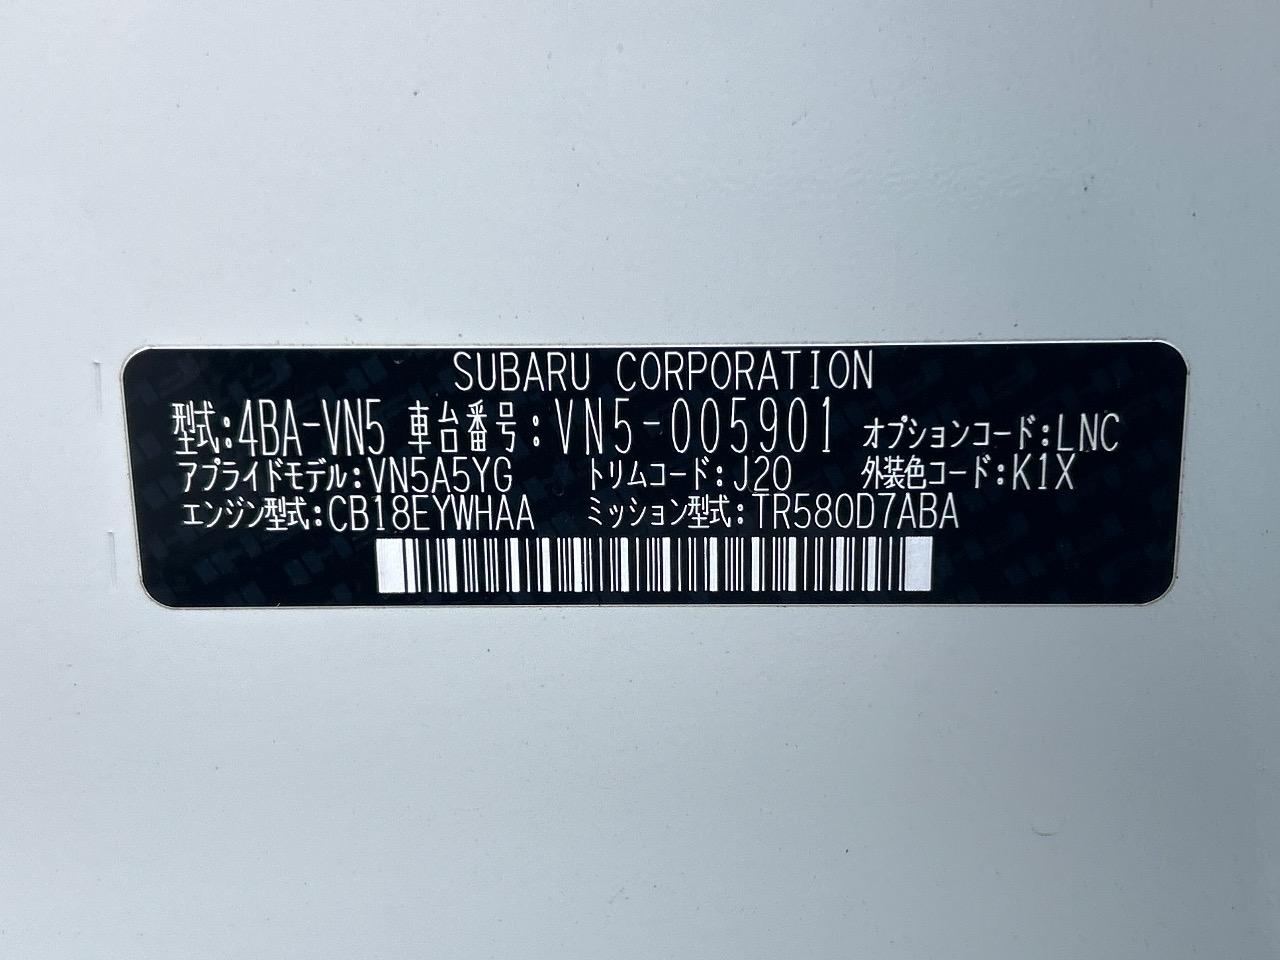 SUBARU CORPORATION
型式:4BA-VN5 車台番号:VN5-005901 オプションコード:LNC
アプライドモデル:VN5A5YG トリムコード:J20 外装色コード:K1X
エンジン型式:CB18EYWHAA ミッション型式:TR580D7ABA